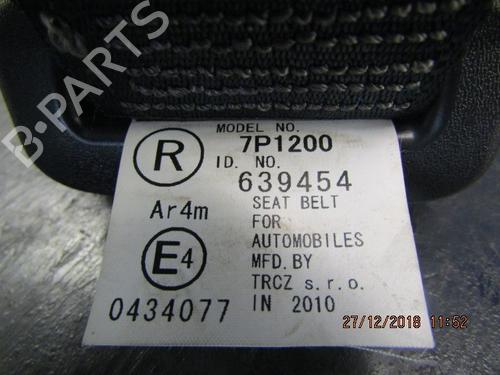 B-PARTS
MODEL NO.
7P1200
R
ID. NO.
639454
Ar4m
SEAT BELT
FOR
AUTOMOBILES
E4
MFD. BY
TRCZ s.r.o.
0434077
IN 2010
27/12/2018 11:52